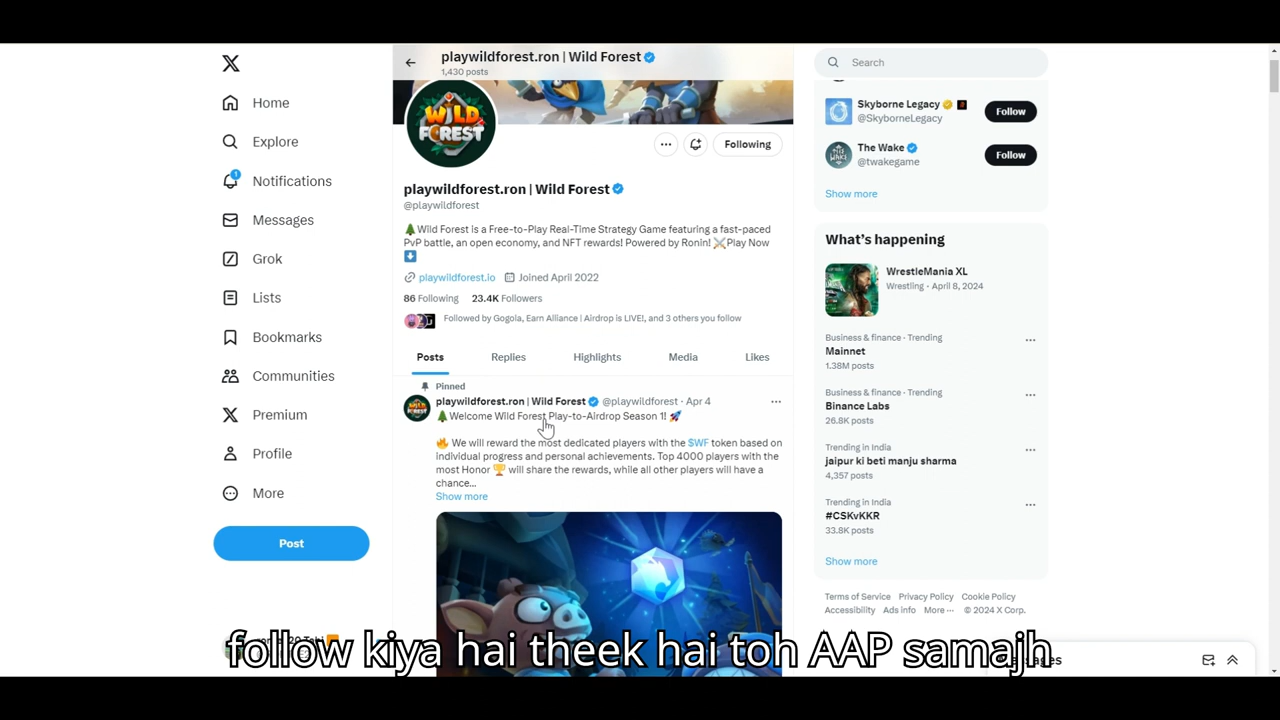 Home
Explore
1
Notifications
Messages
Grok
Lists
Bookmarks
Communities
Premium
Profile
More
Post
playwildforest.ron | Wild Forest
1,430 posts
WILD
FOREST
Following
playwildforest.ron | Wild Forest
@playwildforest
🌲Wild Forest is a Free-to-Play Real-Time Strategy Game featuring a fast-paced
PvP battle, an open economy, and NFT rewards! Powered by Ronin! ⚔️Play Now
⬇️
playwildforest.io Joined April 2022
86 Following 23.4K Followers
Followed by Gogola, Earn Alliance | Airdrop is LIVE!, and 3 others you follow
Posts Replies Highlights Media Likes
Pinned
playwildforest.ron | Wild Forest @playwildforest · Apr 4
🌲Welcome Wild Forest Play-to-Airdrop Season 1! 🚀
🔥 We will reward the most dedicated players with the $WF token based on
individual progress and personal achievements. Top 4000 players with the
most Honor 🏆 will share the rewards, while all other players will have a
chance...
Show more
Search
Skyborne Legacy
@SkyborneLegacy
Follow
The Wake
@twakegame
Follow
Show more
What's happening
WrestleMania XL
Wrestling · April 8, 2024
Business & finance · Trending
Mainnet
1.38M posts
Business & finance · Trending
Binance Labs
26.8K posts
Trending in India
jaipur ki beti manju sharma
4,357 posts
Trending in India
#CSKvKKR
33.8K posts
Show more
Terms of Service Privacy Policy Cookie Policy
Accessibility Ads info More ··· © 2024 X Corp.
follow kiya hai theek hai toh AAP samajh